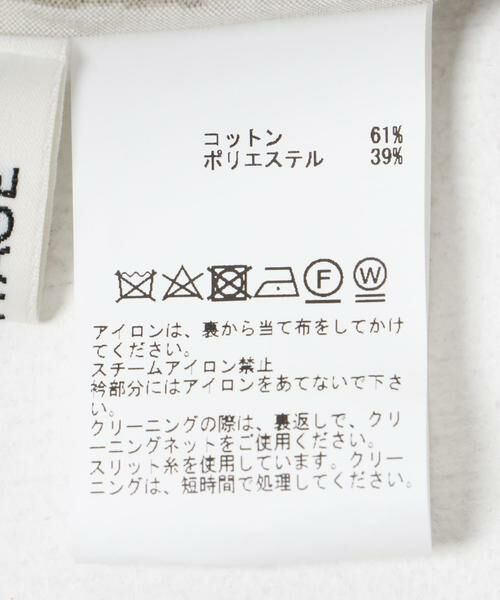 コットン 61%
ポリエステル 39%
F W
アイロンは、裏から当て布をしてかけ
てください。
スチームアイロン禁止
衿部分にはアイロンをあてないで下さ
い。
クリーニングの際は、裏返しで、クリ
ーニングネットをご使用ください。
スリット糸を使用しています。クリー
ニングは、短時間で処理してください。